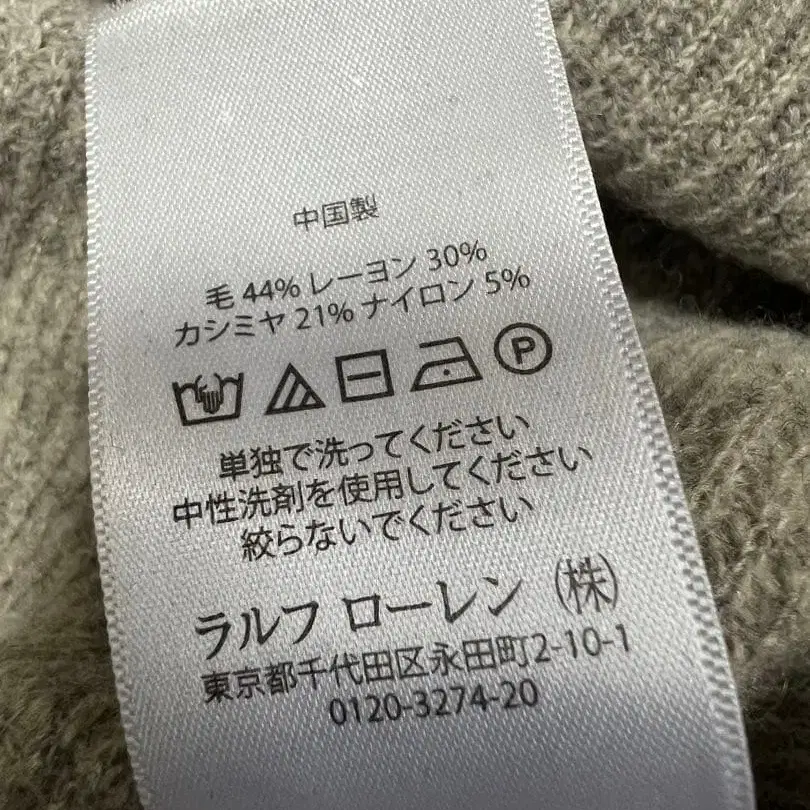 中国製
毛 44% レーヨン 30%
カシミヤ 21% ナイロン 5%
P
単独で洗ってください
中性洗剤を使用してください
絞らないでください
ラルフ ローレン (株)
東京都千代田区永田町2-10-1
0120-3274-20